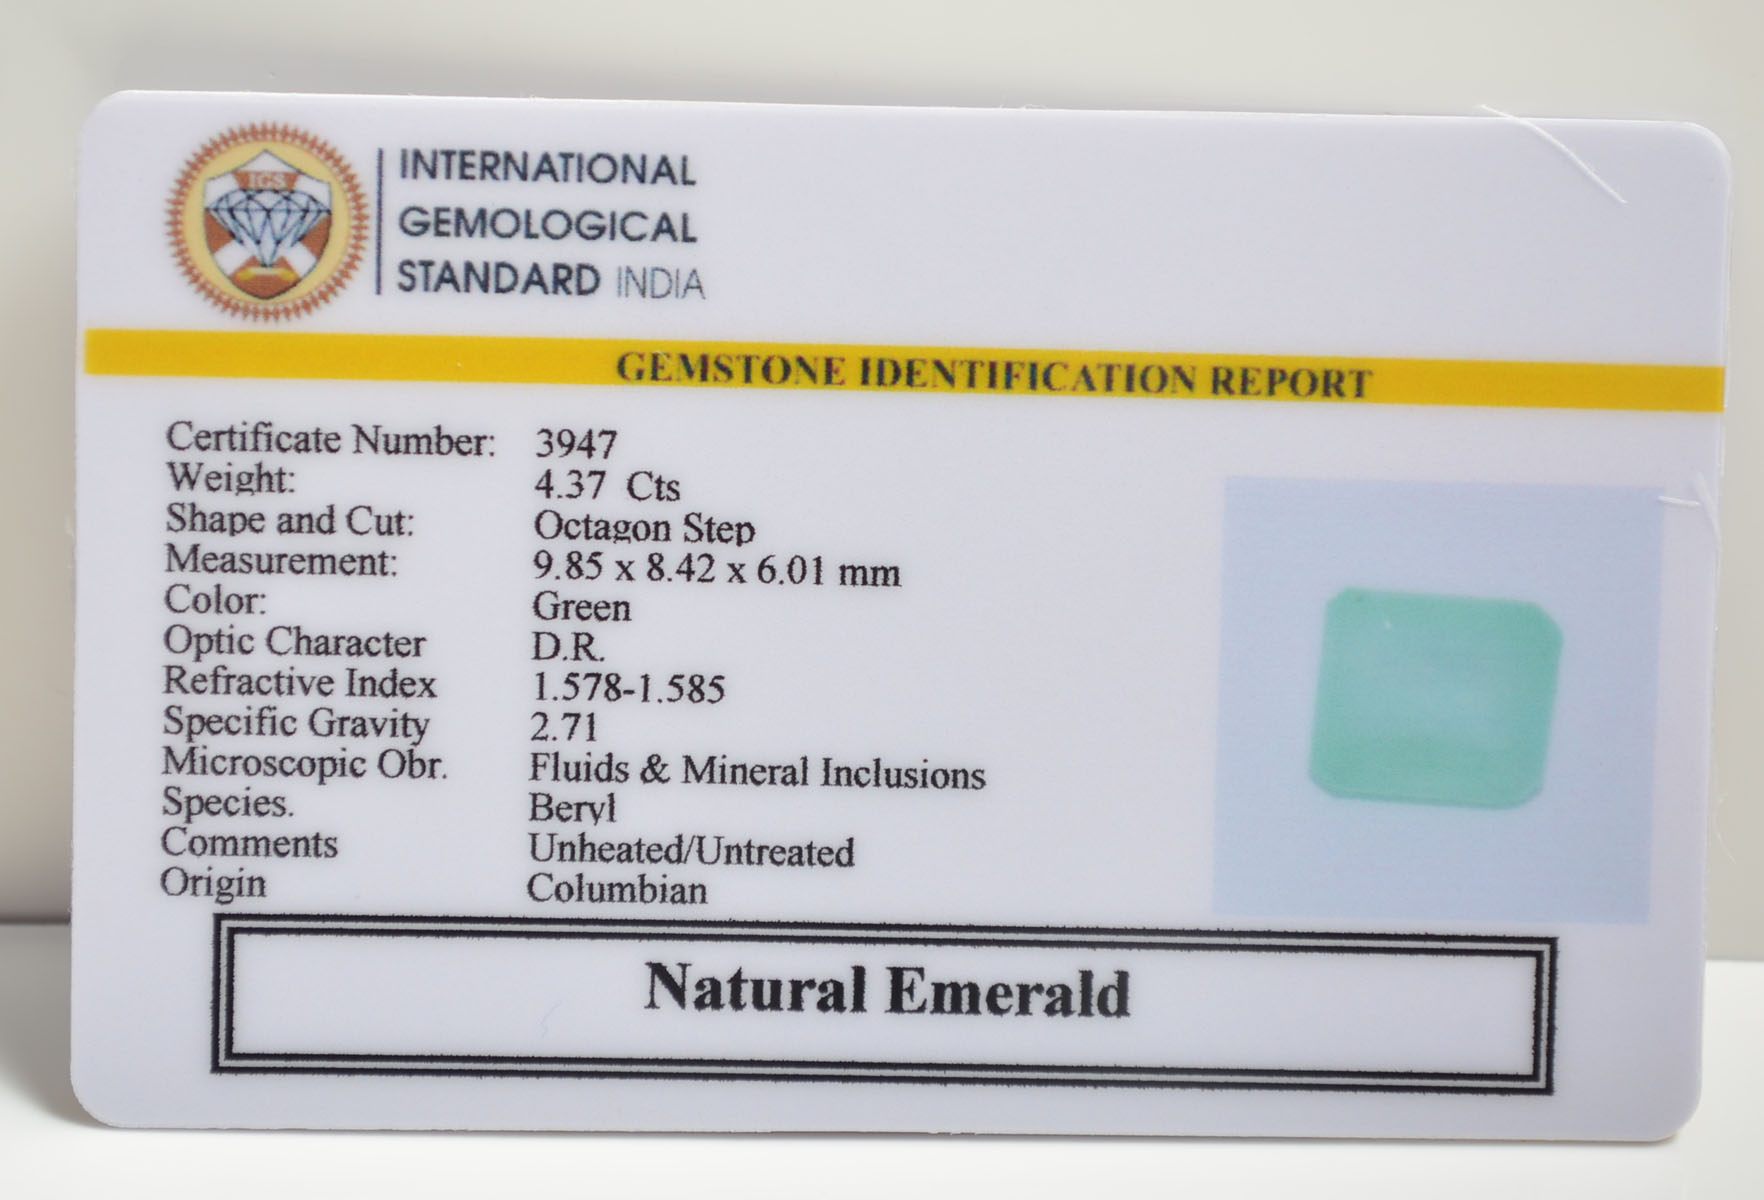 IGS
INTERNATIONAL
GEMOLOGICAL
STANDARD INDIA
GEMSTONE IDENTIFICATION REPORT
Certificate Number: 3947
Weight: 4.37 Cts
Shape and Cut: Octagon Step
Measurement: 9.85 x 8.42 x 6.01 mm
Color: Green
Optic Character D.R.
Refractive Index 1.578-1.585
Specific Gravity 2.71
Microscopic Obr. Fluids & Mineral Inclusions
Species. Beryl
Comments Unheated/Untreated
Origin Columbian
Natural Emerald